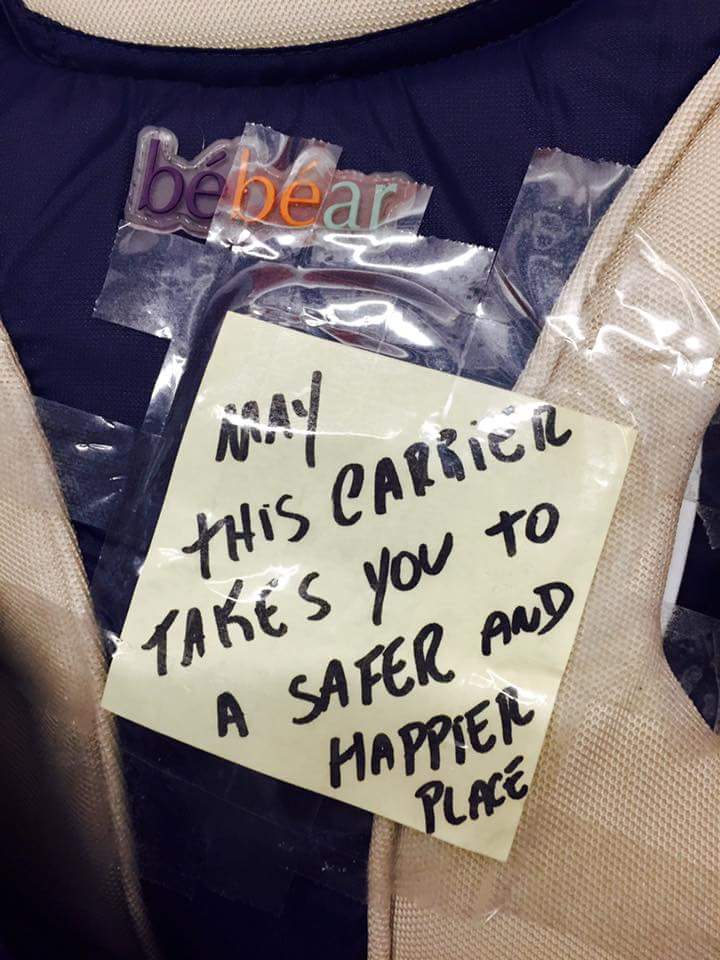 bébéar
MAY
THIS CARRIER
TAKES YOU TO
A SAFER AND
HAPPIER
PLACE